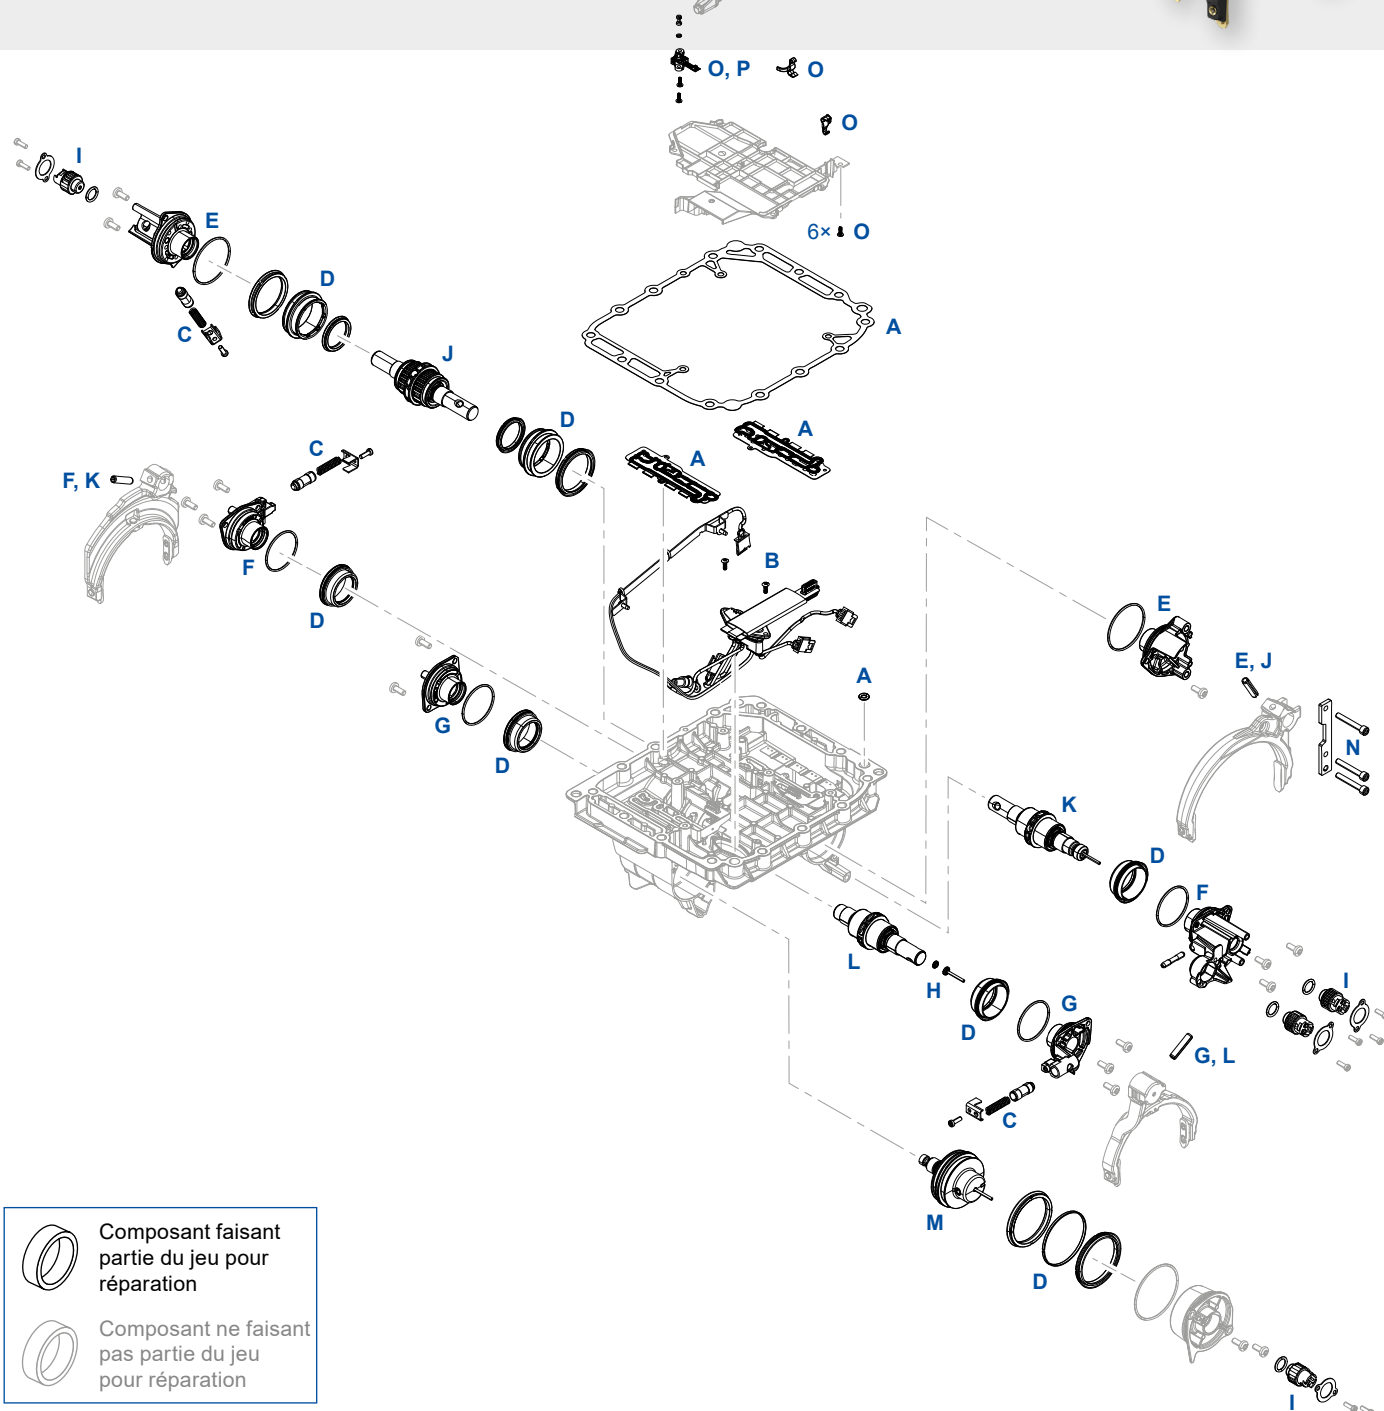 O, P
O
O
I
E
6× O
D
A
C
J
D
A
C
A
F, K
B
F
E
D
E, J
A
G
N
D
K
D
F
L
I
H
G
D
G, L
C
M
D
I
Composant faisant
partie du jeu pour
réparation
Composant ne faisant
pas partie du jeu
pour réparation